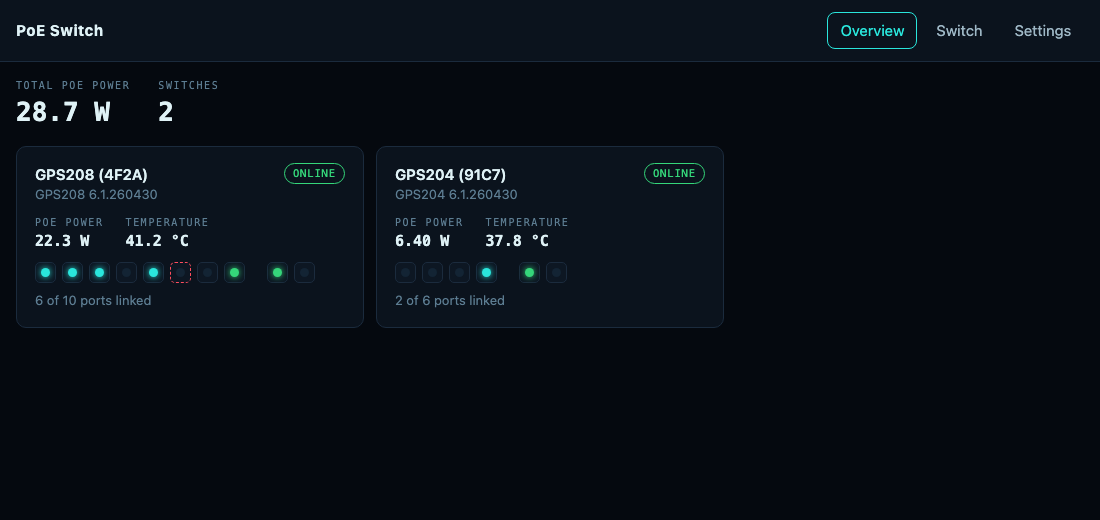 PoE Switch
Overview
Switch
Settings
TOTAL POE POWER
SWITCHES
28.7 W
2
GPS208 (4F2A)
ONLINE
GPS208 6.1.260430
POE POWER
TEMPERATURE
22.3 W
41.2 °C
6 of 10 ports linked
GPS204 (91C7)
ONLINE
GPS204 6.1.260430
POE POWER
TEMPERATURE
6.40 W
37.8 °C
2 of 6 ports linked